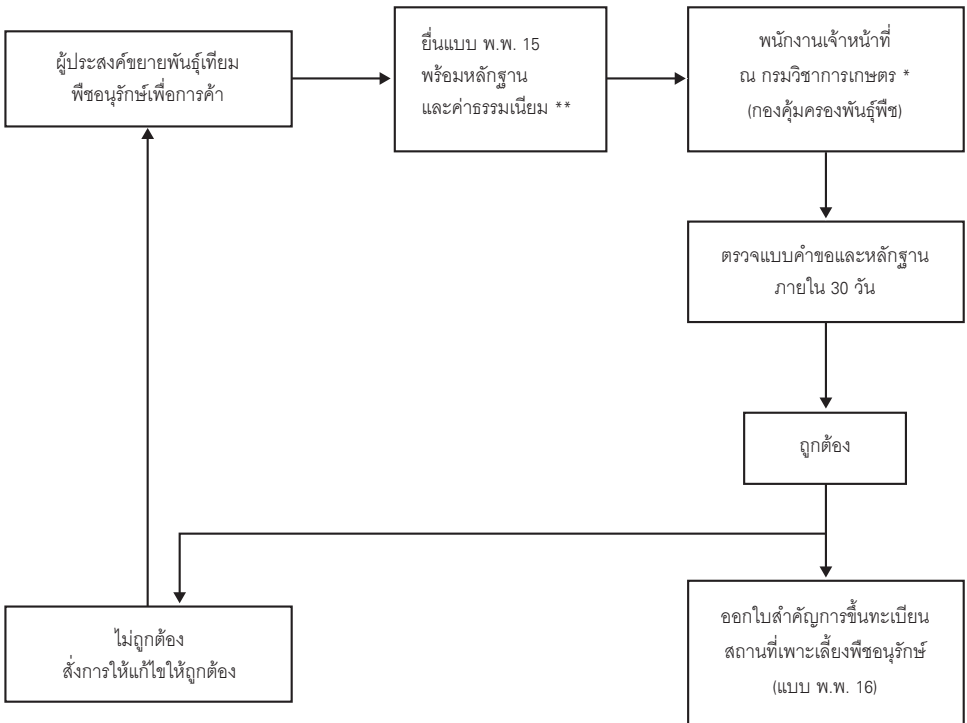 ผู้ประสงค์ขยายพันธุ์เทียม
พืชอนุรักษ์เพื่อการค้า
ยื่นแบบ พ.พ. 15
พร้อมหลักฐาน
และค่าธรรมเนียม **
พนักงานเจ้าหน้าที่
ณ กรมวิชาการเกษตร *
(กองคุ้มครองพันธุ์พืช)
ตรวจแบบคำขอและหลักฐาน
ภายใน 30 วัน
ถูกต้อง
ไม่ถูกต้อง
สั่งการให้แก้ไขให้ถูกต้อง
ออกใบสำคัญการขึ้นทะเบียน
สถานที่เพาะเลี้ยงพืชอนุรักษ์
(แบบ พ.พ. 16)